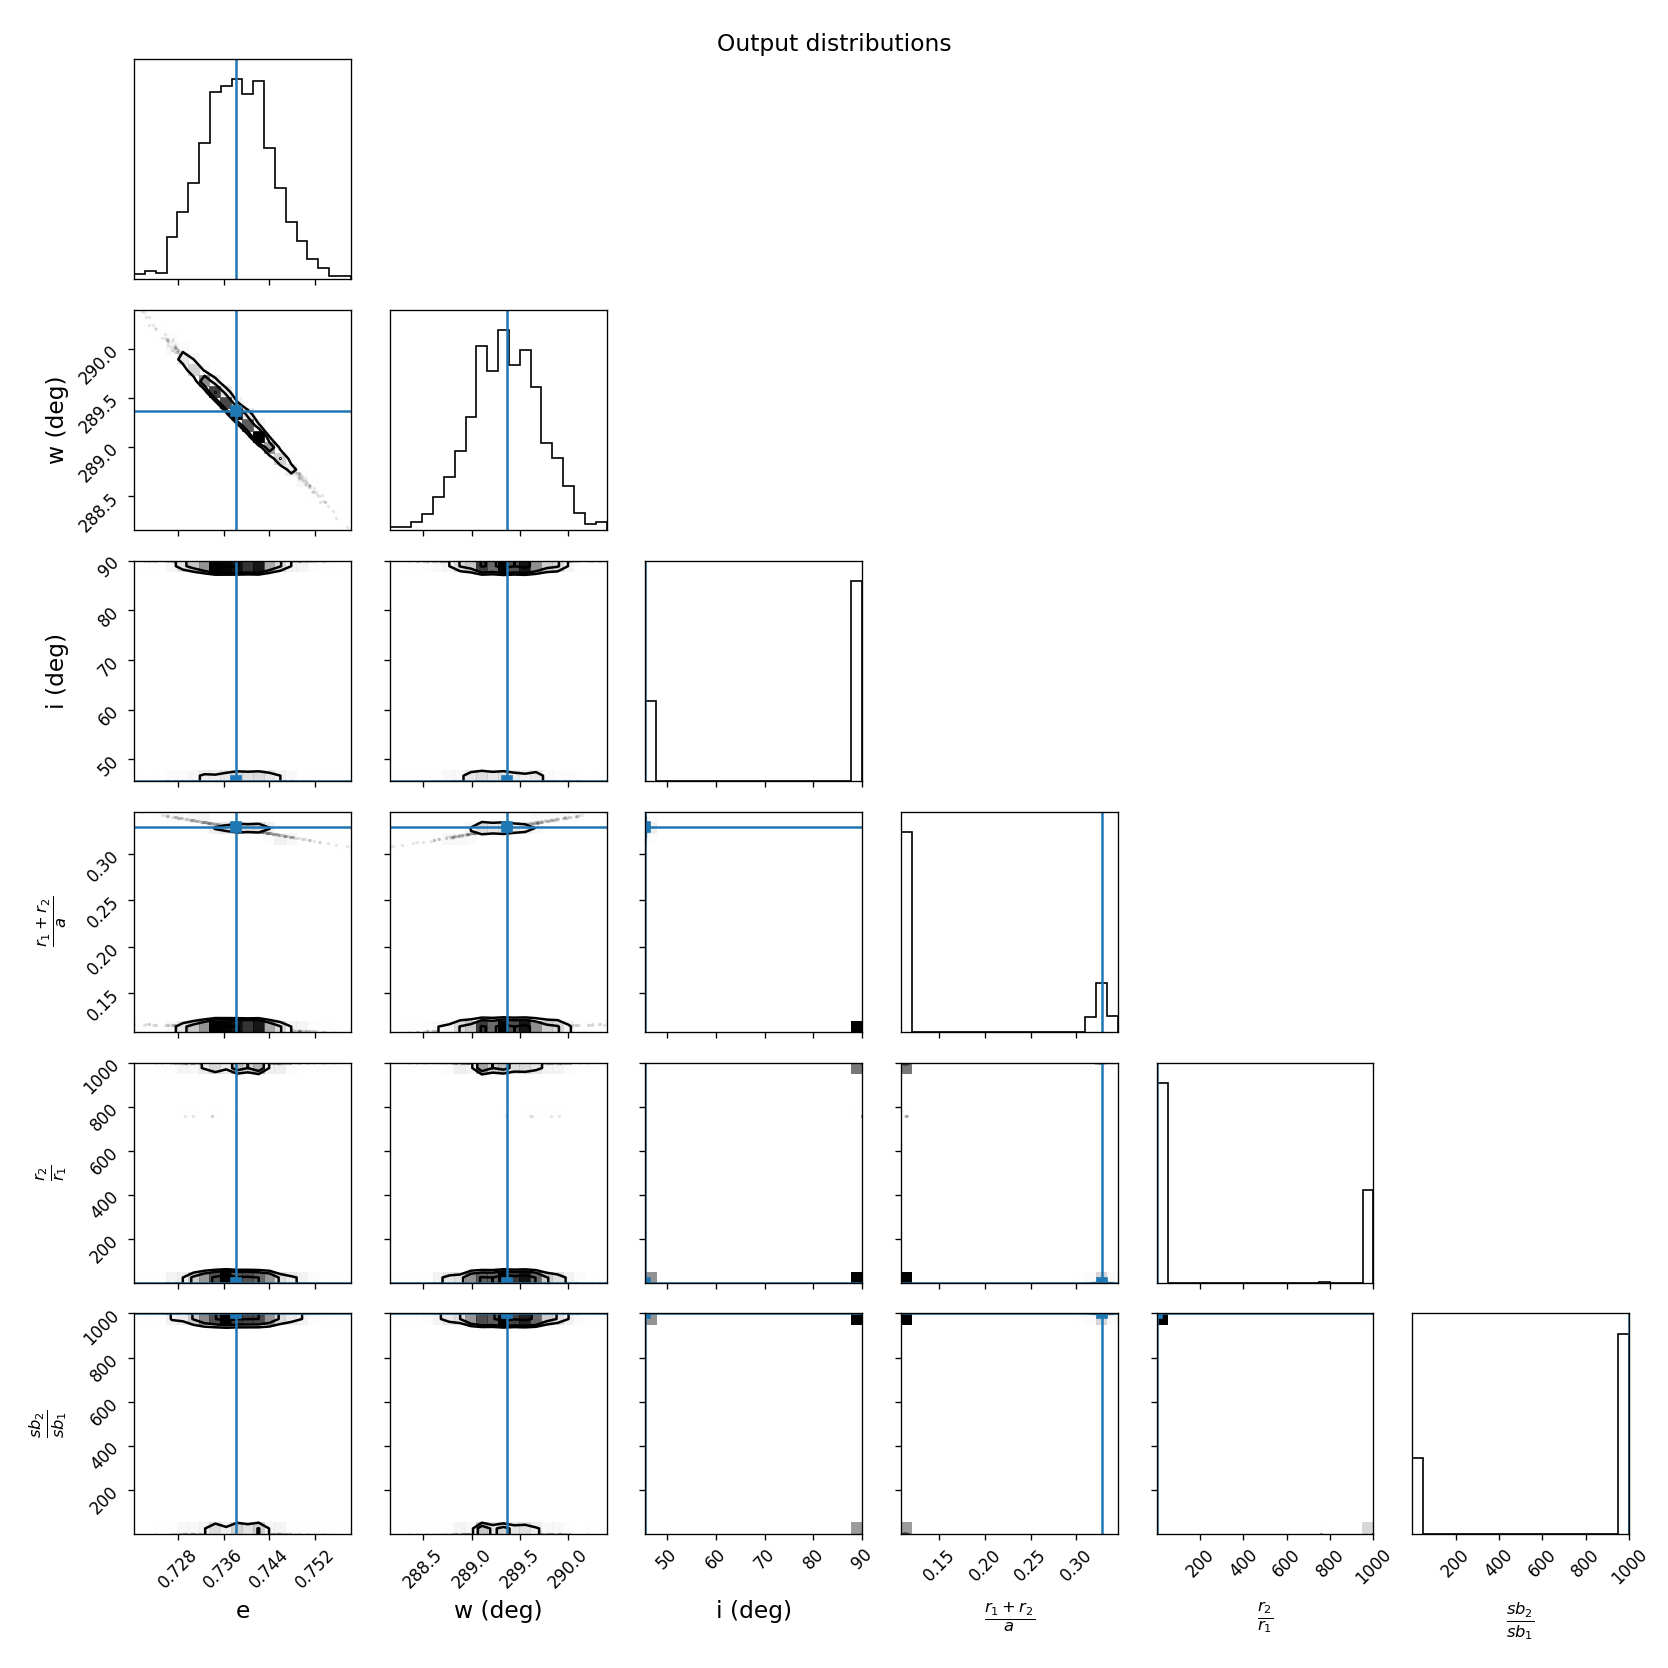 Output distributions
w (deg)
290.0
289.5
289.0
288.5
i (deg)
90
80
70
60
50
r₁ + r₂
a
0.30
0.25
0.20
0.15
r₂
r₁
1000
800
600
400
200
sb₂
sb₁
1000
800
600
400
200
0.728 0.736 0.744 0.752
288.5 289.0 289.5 290.0
50 60 70 80 90
0.15 0.20 0.25 0.30
200 400 600 800 1000
200 400 600 800 1000
e
w (deg)
i (deg)
r₁ + r₂
a
r₂
r₁
sb₂
sb₁